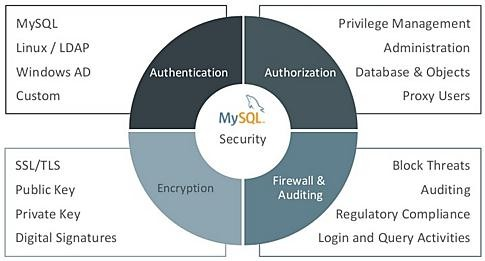 MySQL
Linux / LDAP
Windows AD
Custom
Authentication
Authorization
Privilege Management
Administration
Database & Objects
Proxy Users
MySQL
Security
SSL/TLS
Public Key
Private Key
Digital Signatures
Encryption
Firewall &
Auditing
Block Threats
Auditing
Regulatory Compliance
Login and Query Activities